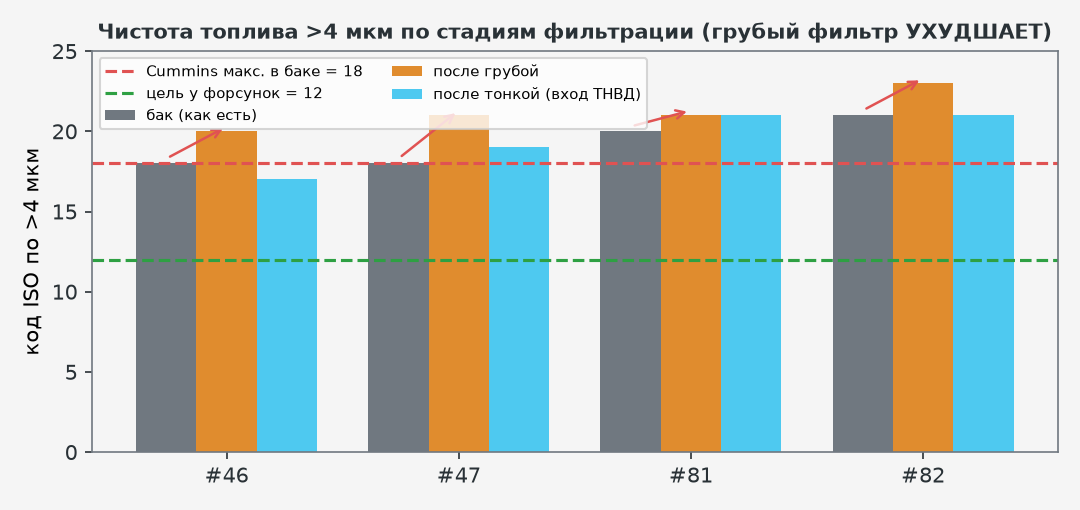 Чистота топлива >4 мкм по стадиям фильтрации (грубый фильтр УХУДШАЕТ)
код ISO по >4 мкм
25
20
15
10
5
0
Cummins макс. в баке = 18
цель у форсунок = 12
бак (как есть)
после грубой
после тонкой (вход ТНВД)
#46
#47
#81
#82